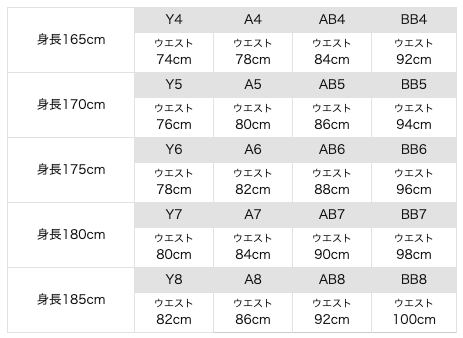 身長165cm
Y4 A4 AB4 BB4
ウエスト ウエスト ウエスト ウエスト
74cm 78cm 84cm 92cm
身長170cm
Y5 A5 AB5 BB5
ウエスト ウエスト ウエスト ウエスト
76cm 80cm 86cm 94cm
身長175cm
Y6 A6 AB6 BB6
ウエスト ウエスト ウエスト ウエスト
78cm 82cm 88cm 96cm
身長180cm
Y7 A7 AB7 BB7
ウエスト ウエスト ウエスト ウエスト
80cm 84cm 90cm 98cm
身長185cm
Y8 A8 AB8 BB8
ウエスト ウエスト ウエスト ウエスト
82cm 86cm 92cm 100cm